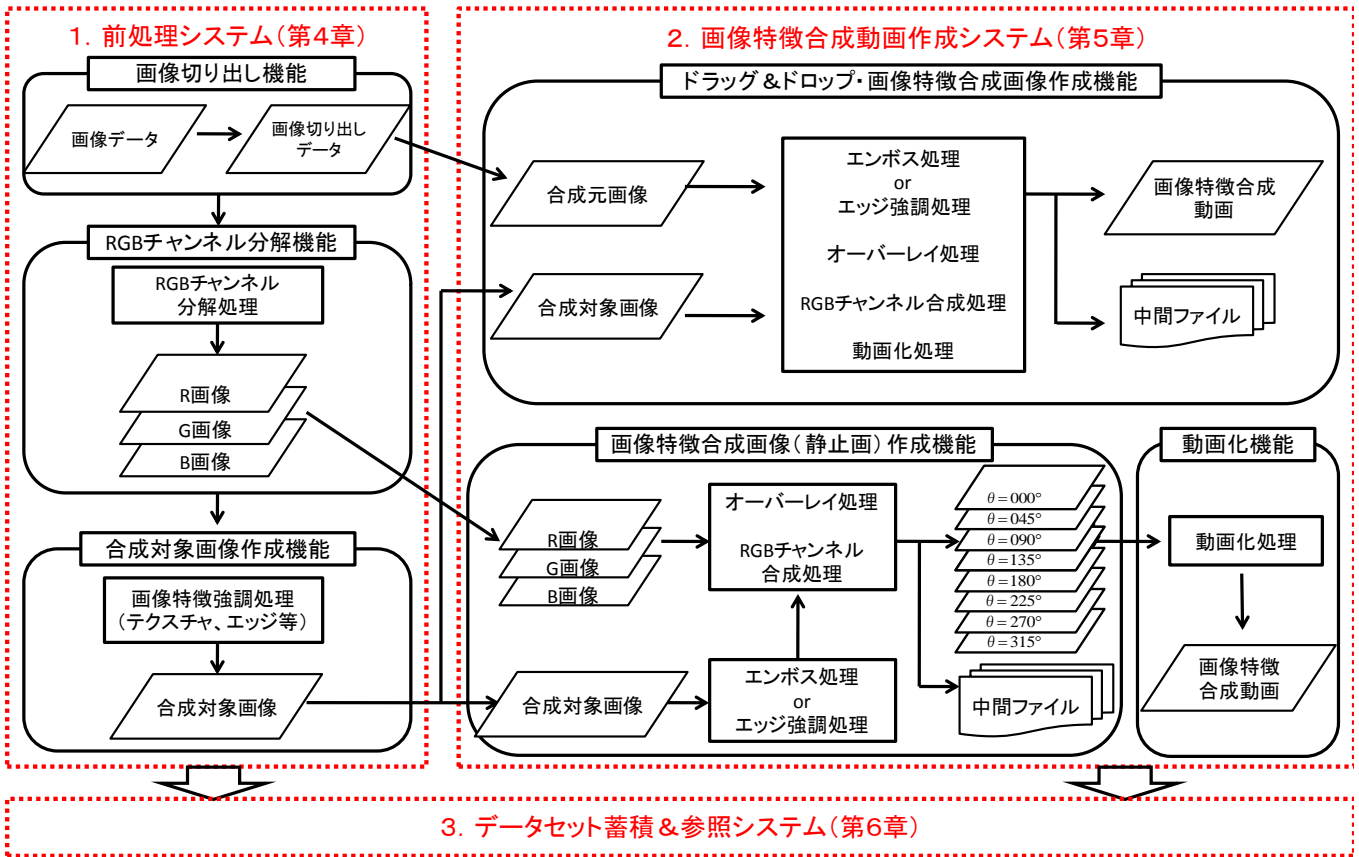 1. 前処理システム(第4章)
画像切り出し機能
画像データ
画像切り出し
データ
RGBチャンネル分解機能
RGBチャンネル
分解処理
R画像
G画像
B画像
合成対象画像作成機能
画像特徴強調処理
(テクスチャ、エッジ等)
合成対象画像
2. 画像特徴合成動画作成システム(第5章)
ドラッグ&ドロップ・画像特徴合成画像作成機能
合成元画像
合成対象画像
エンボス処理
or
エッジ強調処理
オーバーレイ処理
RGBチャンネル合成処理
動画化処理
画像特徴合成
動画
中間ファイル
画像特徴合成画像(静止画)作成機能
R画像
G画像
B画像
合成対象画像
オーバーレイ処理
RGBチャンネル
合成処理
エンボス処理
or
エッジ強調処理
θ=000°
θ=045°
θ=090°
θ=135°
θ=180°
θ=225°
θ=270°
θ=315°
中間ファイル
動画化機能
動画化処理
画像特徴
合成動画
3. データセット蓄積&参照システム(第6章)